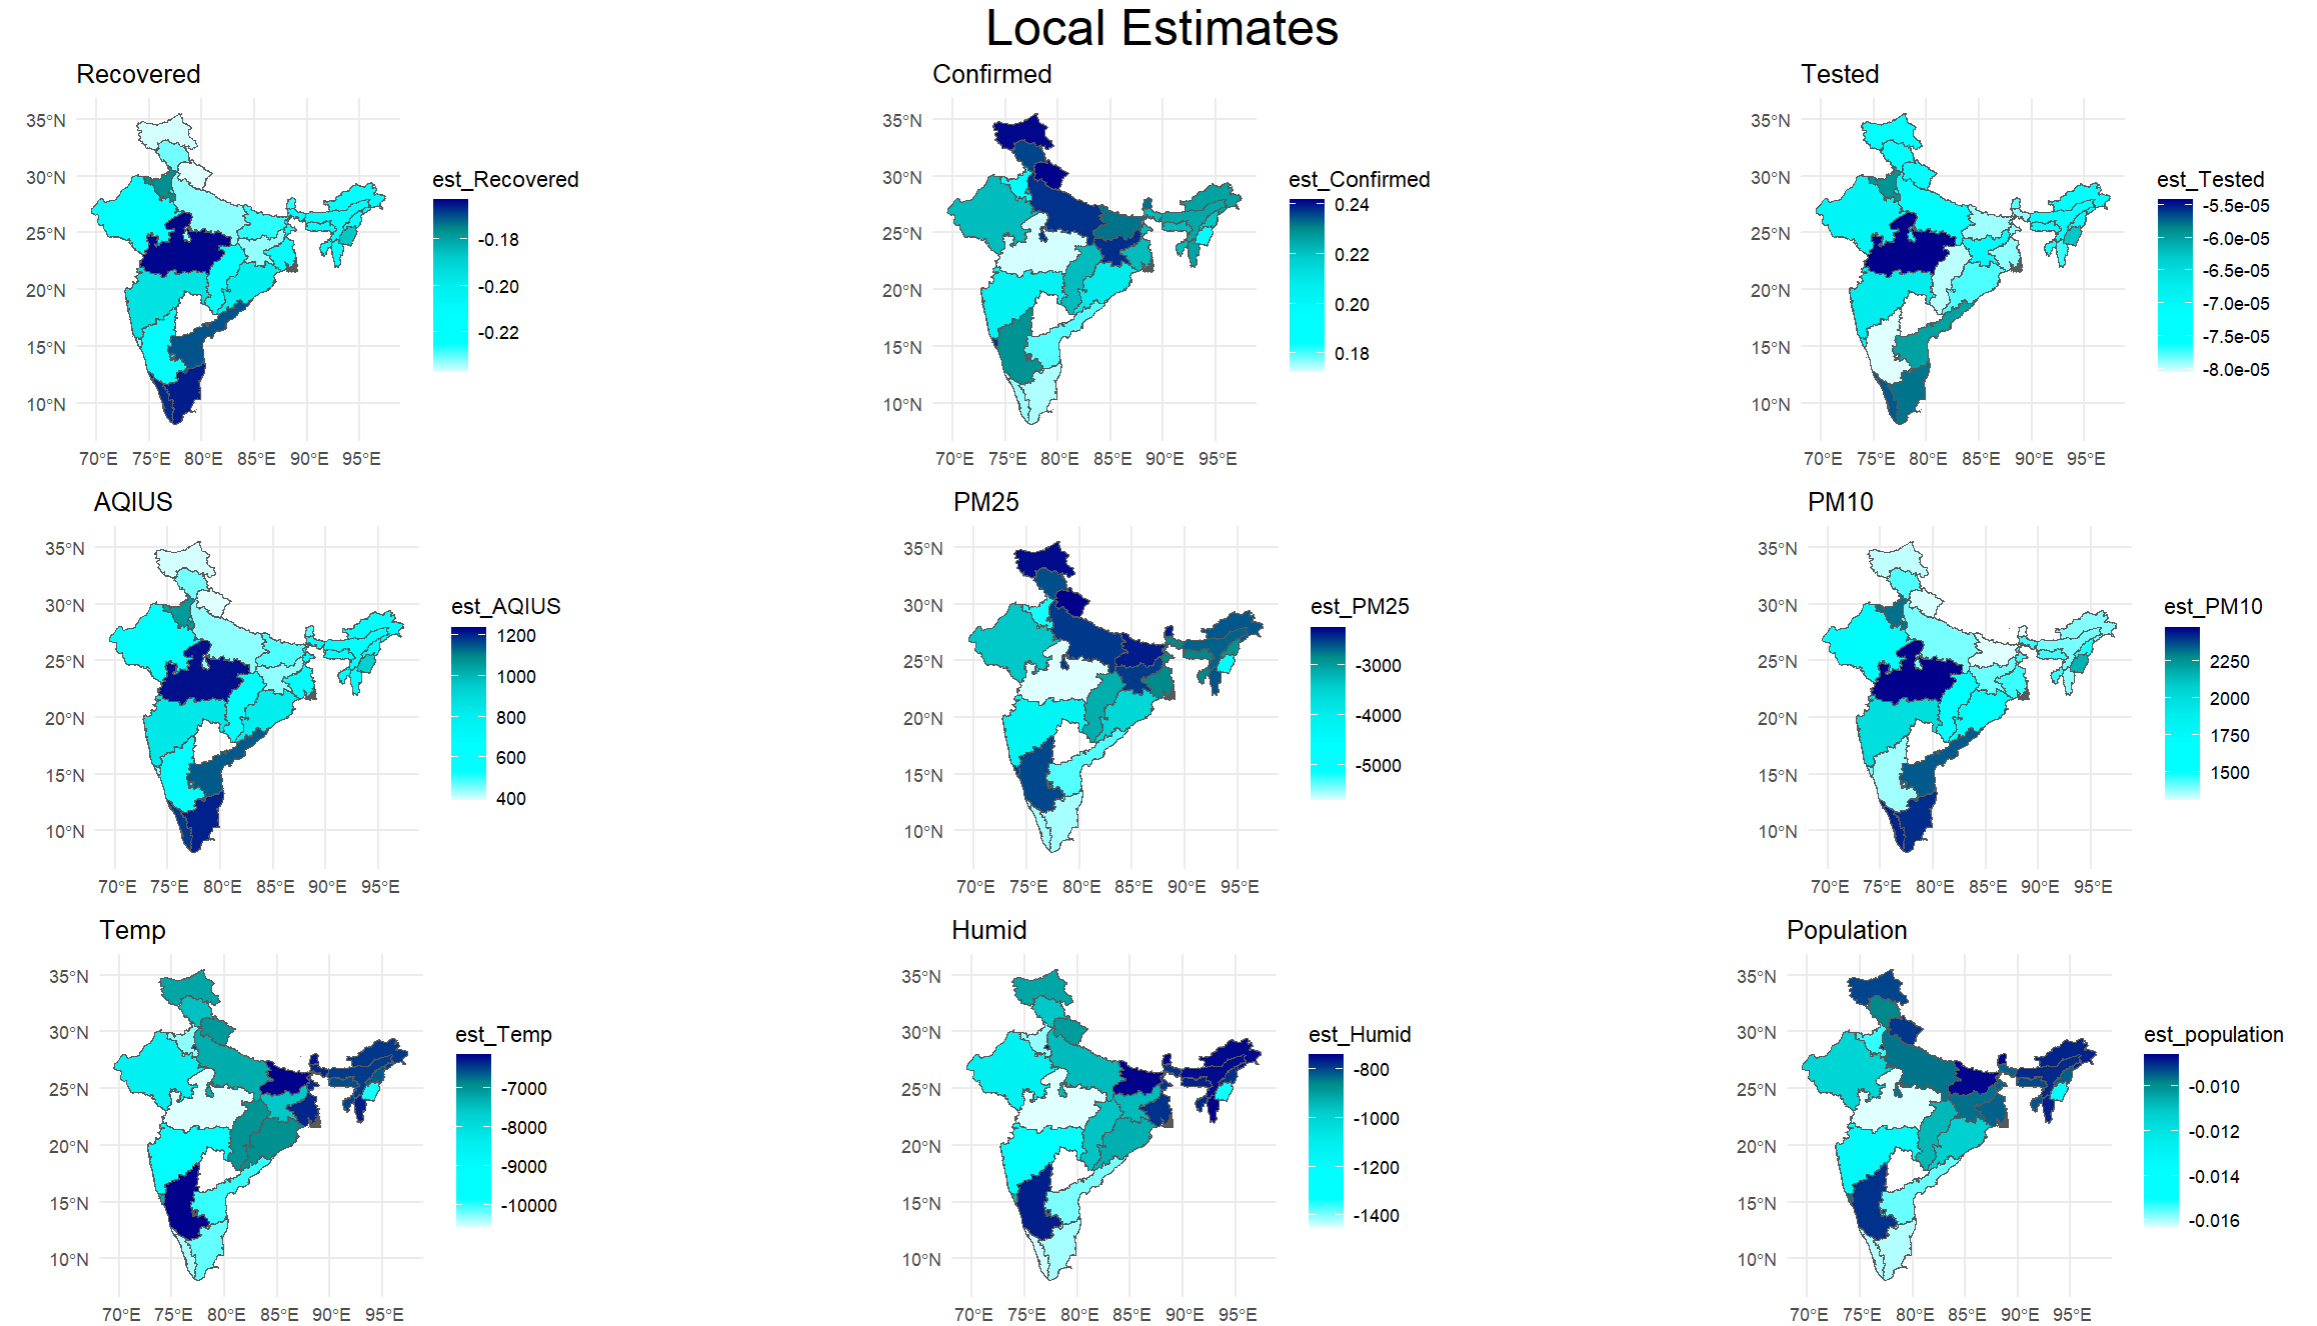 Local Estimates
Recovered
35°N
30°N
25°N
20°N
15°N
10°N
70°E 75°E 80°E 85°E 90°E 95°E
est_Recovered
-0.18
-0.20
-0.22
Confirmed
35°N
30°N
25°N
20°N
15°N
10°N
70°E 75°E 80°E 85°E 90°E 95°E
est_Confirmed
0.24
0.22
0.20
0.18
Tested
35°N
30°N
25°N
20°N
15°N
10°N
70°E 75°E 80°E 85°E 90°E 95°E
est_Tested
-5.5e-05
-6.0e-05
-6.5e-05
-7.0e-05
-7.5e-05
-8.0e-05
AQIUS
35°N
30°N
25°N
20°N
15°N
10°N
70°E 75°E 80°E 85°E 90°E 95°E
est_AQIUS
1200
1000
800
600
400
PM25
35°N
30°N
25°N
20°N
15°N
10°N
70°E 75°E 80°E 85°E 90°E 95°E
est_PM25
-3000
-4000
-5000
PM10
35°N
30°N
25°N
20°N
15°N
10°N
70°E 75°E 80°E 85°E 90°E 95°E
est_PM10
2250
2000
1750
1500
Temp
35°N
30°N
25°N
20°N
15°N
10°N
70°E 75°E 80°E 85°E 90°E 95°E
est_Temp
-7000
-8000
-9000
-10000
Humid
35°N
30°N
25°N
20°N
15°N
10°N
70°E 75°E 80°E 85°E 90°E 95°E
est_Humid
-800
-1000
-1200
-1400
Population
35°N
30°N
25°N
20°N
15°N
10°N
70°E 75°E 80°E 85°E 90°E 95°E
est_population
-0.010
-0.012
-0.014
-0.016